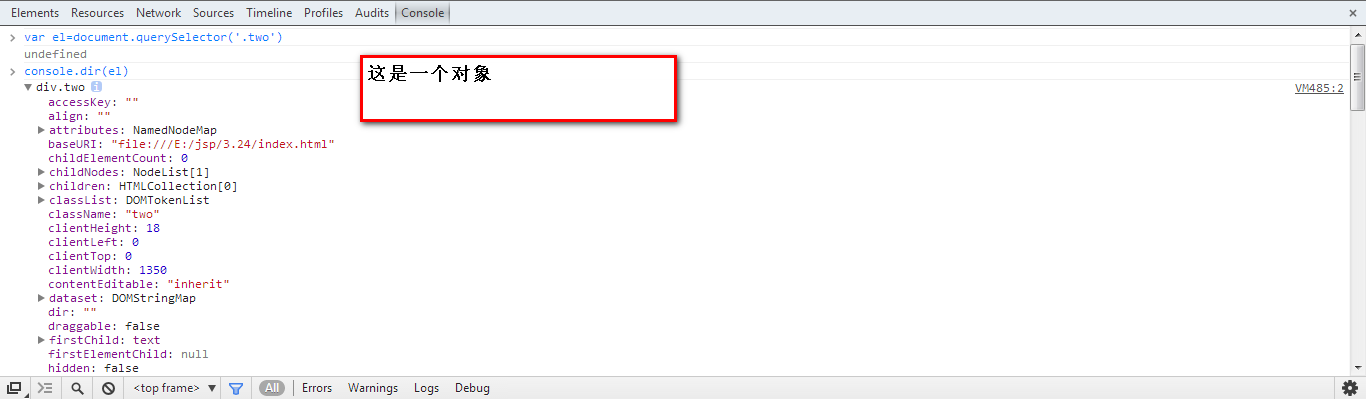 Elements Resources Network Sources Timeline Profiles Audits Console ×
> var el=document.querySelector('.two')
undefined
> console.dir(el)
这是一个对象
▼ div.two i VM485:2
accessKey: ""
align: ""
▶ attributes: NamedNodeMap
baseURI: "file:///E:/jsp/3.24/index.html"
childElementCount: 0
▶ childNodes: NodeList[1]
▶ children: HTMLCollection[0]
▶ classList: DOMTokenList
className: "two"
clientHeight: 18
clientLeft: 0
clientTop: 0
clientWidth: 1350
contentEditable: "inherit"
▶ dataset: DOMStringMap
dir: ""
draggable: false
▶ firstChild: text
firstElementChild: null
hidden: false
<top frame> ▼ All Errors Warnings Logs Debug